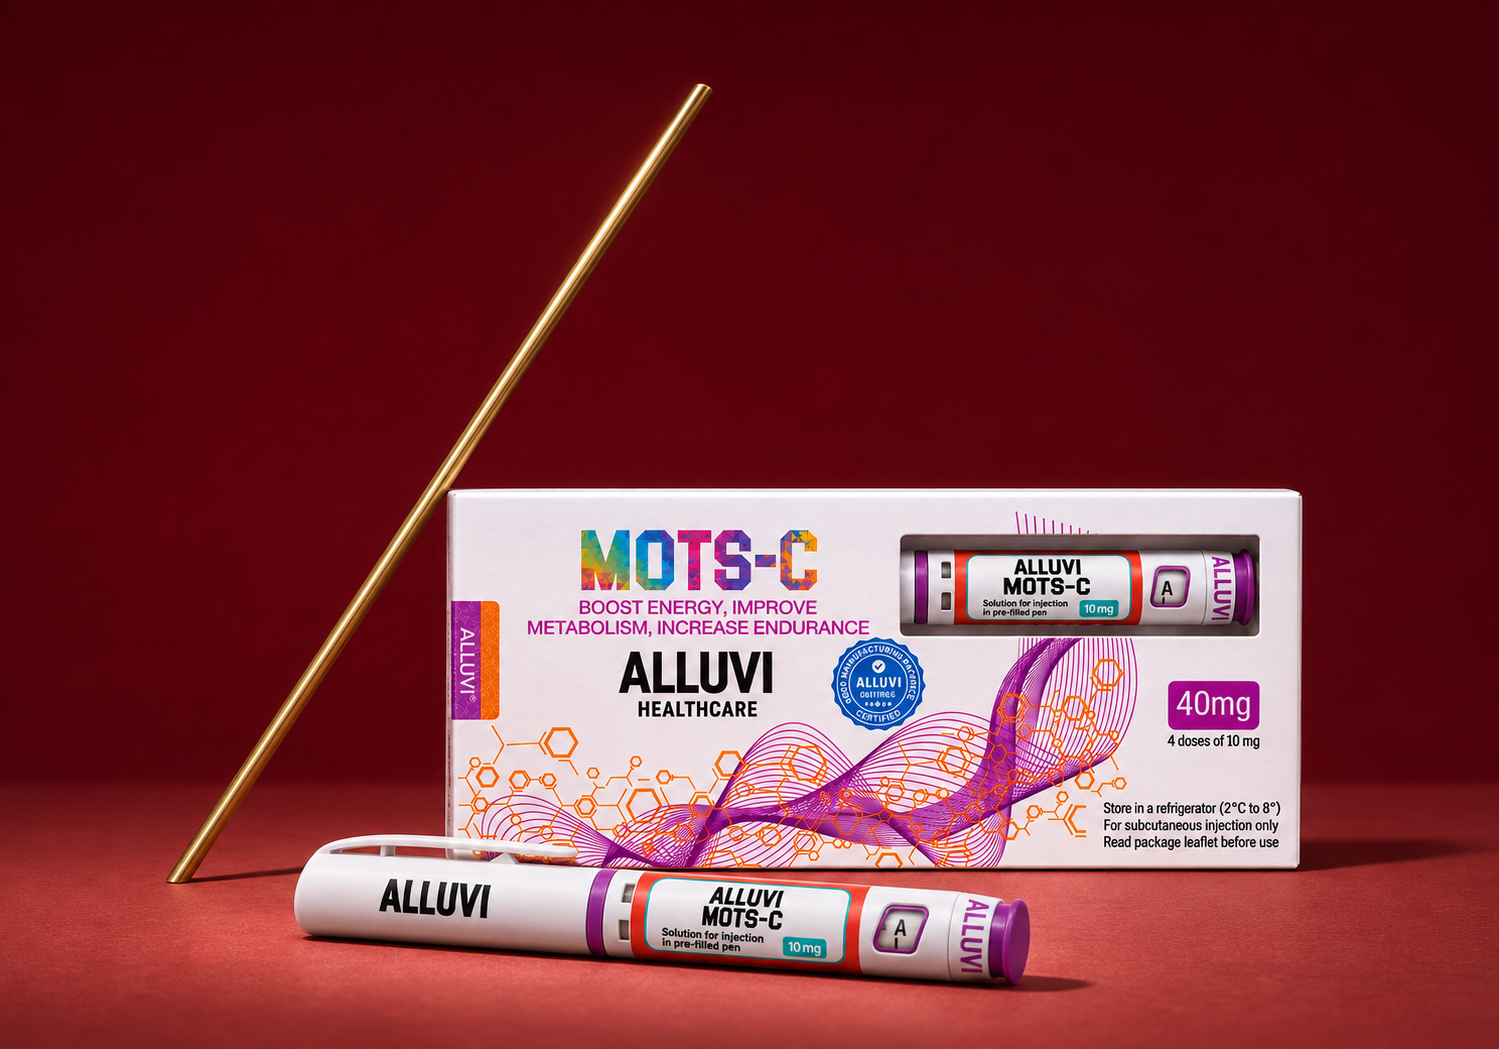 MOTS-C
BOOST ENERGY, IMPROVE
METABOLISM, INCREASE ENDURANCE
ALLUVI
HEALTHCARE
ALLUVI®
GOOD MANUFACTURING PRACTICE
ALLUVI
CERTIFIED
ALLUVI
MOTS-C
Solution for injection
in pre-filled pen
10 mg
A
ALLUVI
40mg
4 doses of 10 mg
Store in a refrigerator (2°C to 8°)
For subcutaneous injection only
Read package leaflet before use
ALLUVI
ALLUVI
MOTS-C
Solution for injection
in pre-filled pen
10 mg
A
ALLUVI